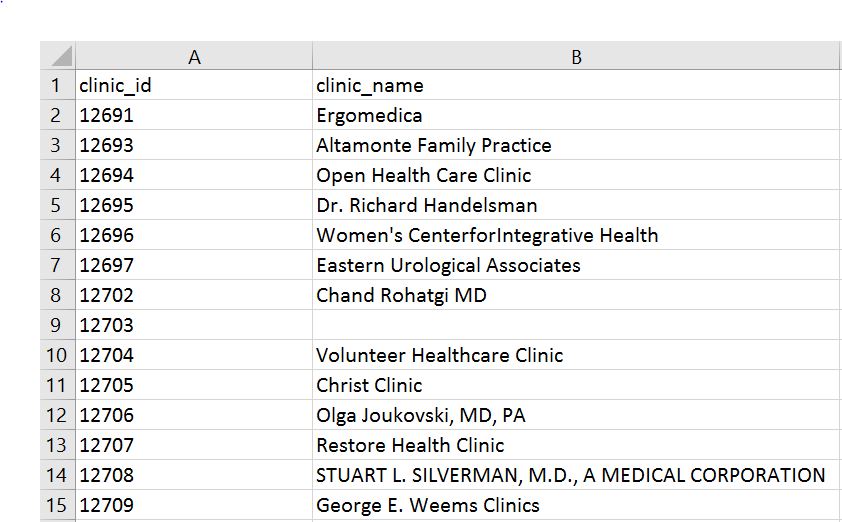 A B
1 clinic_id clinic_name
2 12691 Ergomedica
3 12693 Altamonte Family Practice
4 12694 Open Health Care Clinic
5 12695 Dr. Richard Handelsman
6 12696 Women's CenterforIntegrative Health
7 12697 Eastern Urological Associates
8 12702 Chand Rohatgi MD
9 12703
10 12704 Volunteer Healthcare Clinic
11 12705 Christ Clinic
12 12706 Olga Joukovski, MD, PA
13 12707 Restore Health Clinic
14 12708 STUART L. SILVERMAN, M.D., A MEDICAL CORPORATION
15 12709 George E. Weems Clinics